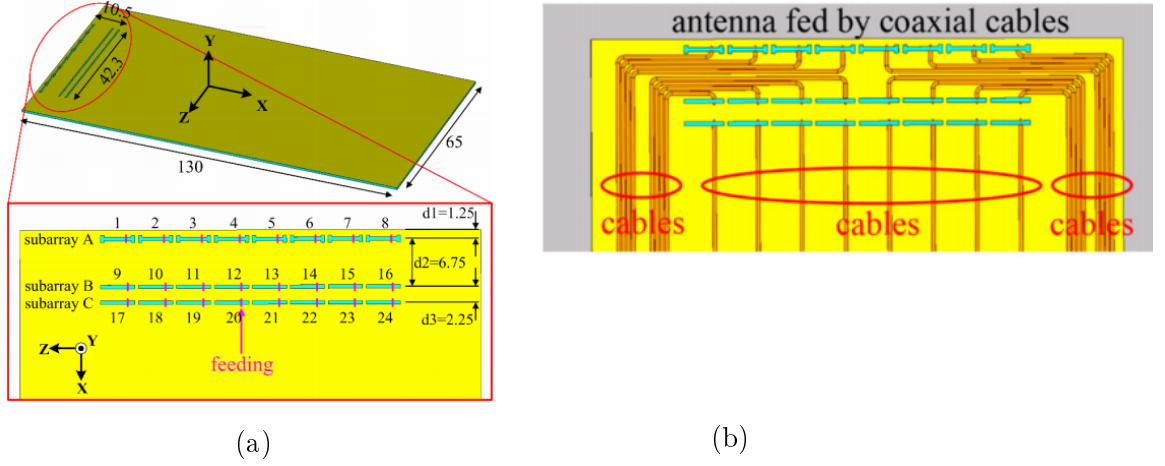 10.5
42.3
Y
X
Z
130
65
1 2 3 4 5 6 7 8
subarray A
d1=1.25
d2=6.75
9 10 11 12 13 14 15 16
subarray B
subarray C
17 18 19 20 21 22 23 24
d3=2.25
feeding
Z Y
X
(a)
antenna fed by coaxial cables
cables
cables
cables
(b)